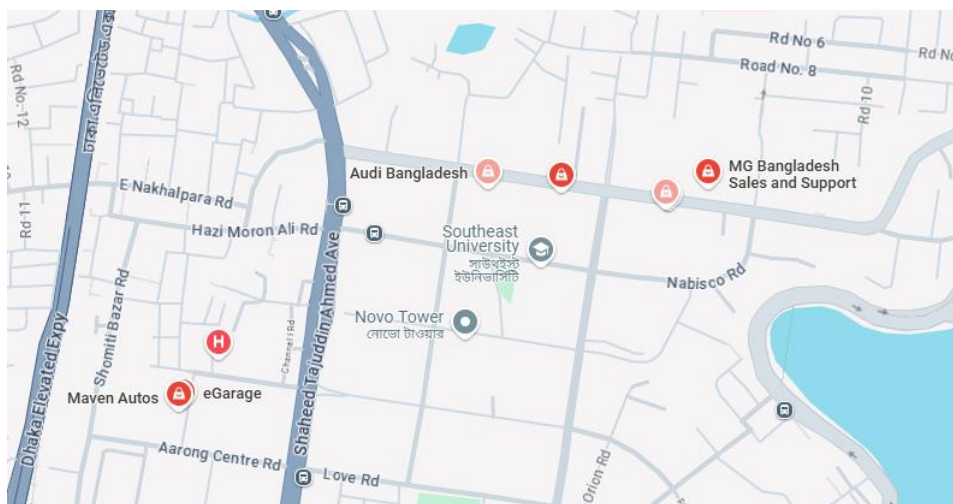 Rd No 6
Rd No
Road No. 8
Rd No. 12
ঢাকা এলিভেটেড এক্স
Rd 10
Audi Bangladesh
MG Bangladesh
Sales and Support
E Nakhalpara Rd
Rd 11
Hazi Moron Ali Rd
Southeast
University
সাউথইস্ট
ইউনিভার্সিটি
Nabisco Rd
Shomiti Bazar Rd
Shaheed Tajuddin Ahmed Ave
Novo Tower
নোভো টাওয়ার
Channel I Rd
H
Dhaka Elevated Expy
Maven Autos
eGarage
Aarong Centre Rd
Love Rd
Orion Rd